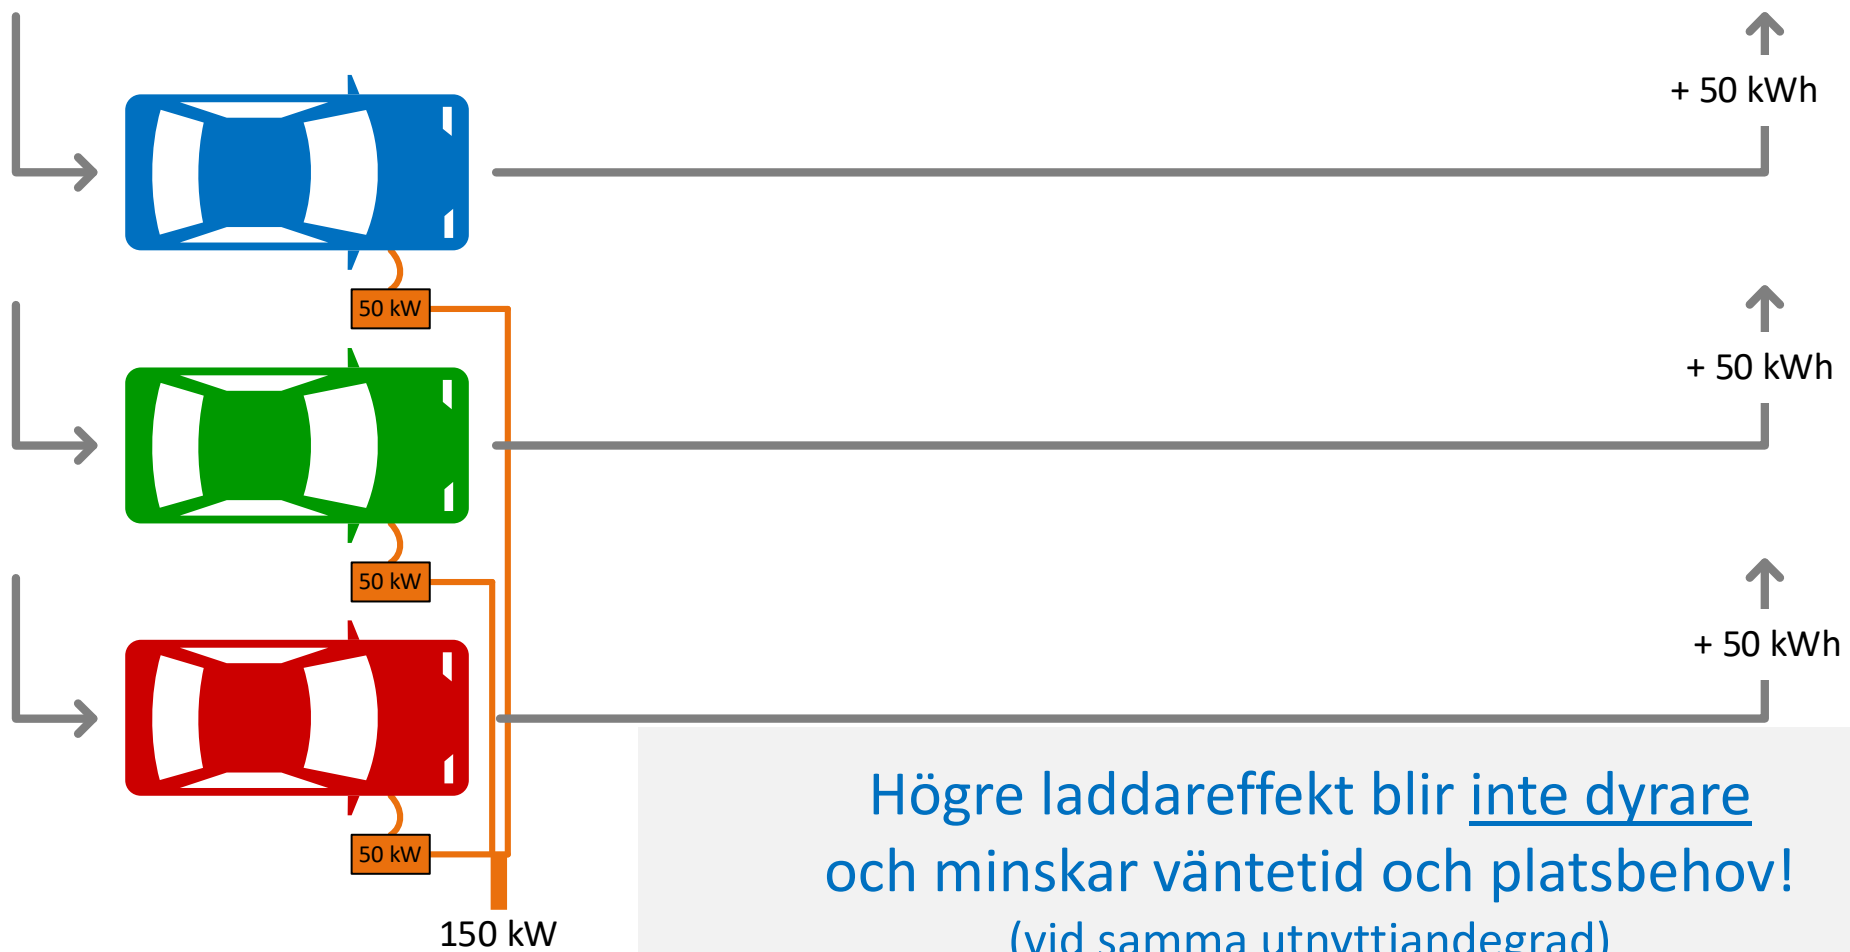 + 50 kWh
50 kW
+ 50 kWh
50 kW
+ 50 kWh
50 kW
150 kW
Högre laddareffekt blir inte dyrare
och minskar väntetid och platsbehov!
(vid samma utnyttjandegrad)